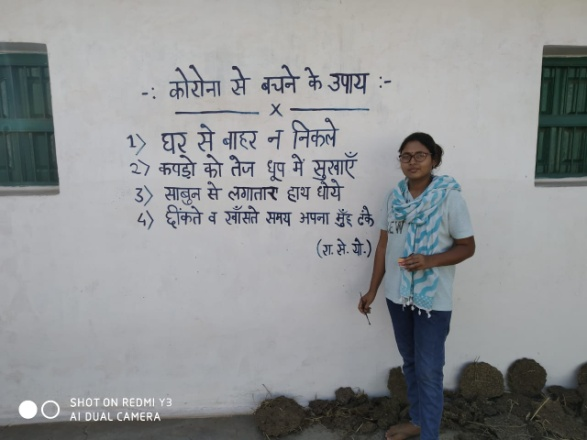 -: कोरोना से बचने के उपाय :-
x
1> घर से बाहर न निकले
2> कपड़ो को तेज धूप में सुखाएँ
3> साबुन से लगातार हाथ धोये
4> छींकते व खाँसते समय अपना मुँह ढंके
(रा. से. यो.)
SHOT ON REDMI Y3
AI DUAL CAMERA